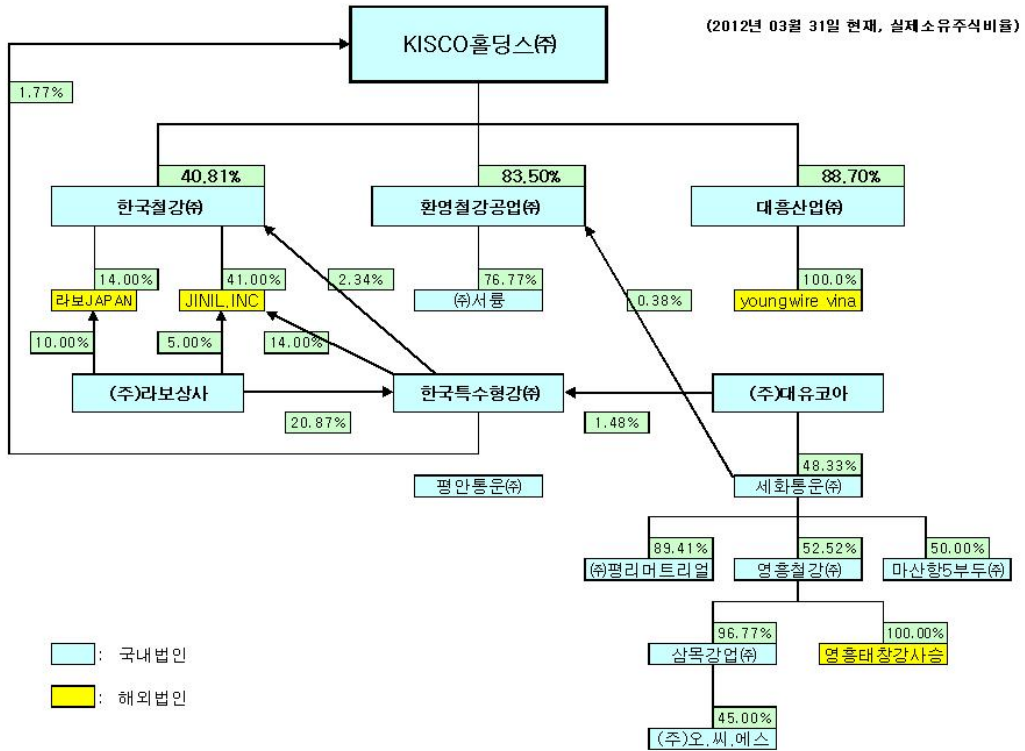 (2012년 03월 31일 현재, 실제소유주식비율)
KISCO홀딩스㈜
1.77%
40.81%
83.50%
88.70%
한국철강㈜
환영철강공업㈜
대흥산업㈜
14.00%
41.00%
2.34%
76.77%
0.38%
100.0%
라보JAPAN
JINIL,INC
㈜서륭
youngwire vina
10.00%
5.00%
14.00%
(주)라보상사
한국특수형강㈜
(주)대유코아
20.87%
1.48%
48.33%
평안통운㈜
세화통운㈜
89.41%
52.52%
50.00%
㈜평리머트리얼
영흥철강㈜
마산항5부두㈜
96.77%
100.00%
삼목강업㈜
영흥태창강사승
: 국내법인
: 해외법인
45.00%
(주)오.씨.에스